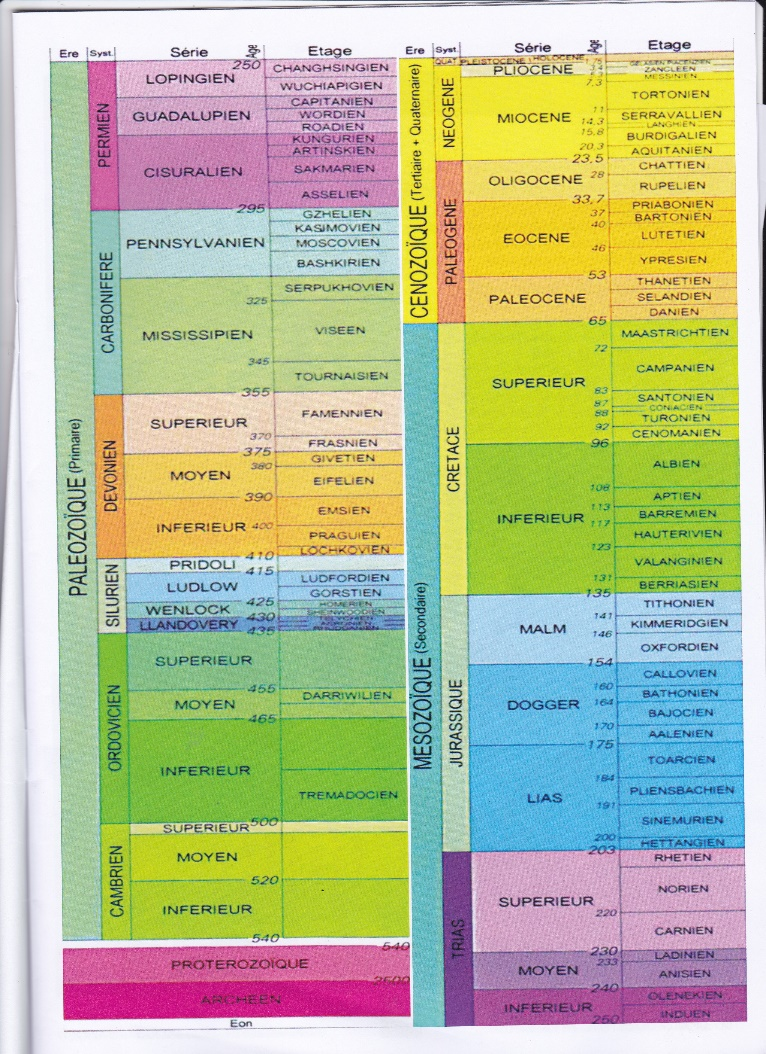 Ere Syst. Série Age Etage
PALEOZOÏQUE (Primaire)
PERMIEN
250
LOPINGIEN
CHANGHSINGIEN
WUCHIAPIGIEN
GUADALUPIEN
CAPITANIEN
WORDIEN
ROADIEN
CISURALIEN
KUNGURIEN
ARTINSKIEN
SAKMARIEN
ASSELIEN
295
CARBONIFERE
PENNSYLVANIEN
GZHELIEN
KASIMOVIEN
MOSCOVIEN
BASHKIRIEN
MISSISSIPIEN
SERPUKHOVIEN
325
VISEEN
345
TOURNAISIEN
355
DEVONIEN
SUPERIEUR
FAMENNIEN
370
FRASNIEN
375
MOYEN
GIVETIEN
380
EIFELIEN
390
INFERIEUR
EMSIEN
400
PRAGUIEN
LOCHKOVIEN
410
SILURIEN
PRIDOLI
415
LUDLOW
LUDFORDIEN
GORSTIEN
425
WENLOCK
HOMERIEN
SHEINWOODIEN
430
LLANDOVERY
435
ORDOVICIEN
SUPERIEUR
455
MOYEN
DARRIWILIEN
465
INFERIEUR
TREMADOCIEN
500
CAMBRIEN
SUPERIEUR
MOYEN
520
INFERIEUR
540
540
PROTEROZOÏQUE
2500
ARCHEEN
Eon
Ere Syst. Série Age Etage
CENOZOÏQUE (Tertiaire + Quaternaire)
QUAT.
PLEISTOCENE HOLOCENE
NEOGENE
PLIOCENE
ZANCLEEN
MESSINIEN
7,3
MIOCENE
TORTONIEN
11
SERRAVALLIEN
14,3
LANGHIEN
15,8
BURDIGALIEN
20,3
AQUITANIEN
23,5
PALEOGENE
OLIGOCENE
CHATTIEN
28
RUPELIEN
33,7
EOCENE
PRIABONIEN
37
BARTONIEN
40
LUTETIEN
46
YPRESIEN
53
PALEOCENE
THANETIEN
SELANDIEN
DANIEN
65
MESOZOÏQUE (Secondaire)
CRETACE
SUPERIEUR
MAASTRICHTIEN
72
CAMPANIEN
83
SANTONIEN
87
CONIACIEN
88
TURONIEN
92
CENOMANIEN
96
INFERIEUR
ALBIEN
108
APTIEN
113
BARREMIEN
117
HAUTERIVIEN
123
VALANGINIEN
131
BERRIASIEN
135
JURASSIQUE
MALM
TITHONIEN
141
KIMMERIDGIEN
146
OXFORDIEN
154
DOGGER
CALLOVIEN
160
BATHONIEN
164
BAJOCIEN
170
AALENIEN
175
LIAS
TOARCIEN
184
PLIENSBACHIEN
191
SINEMURIEN
200
HETTANGIEN
203
TRIAS
SUPERIEUR
RHETIEN
NORIEN
220
CARNIEN
230
MOYEN
LADINIEN
233
ANISIEN
240
INFERIEUR
OLENEKIEN
INDUEN
250